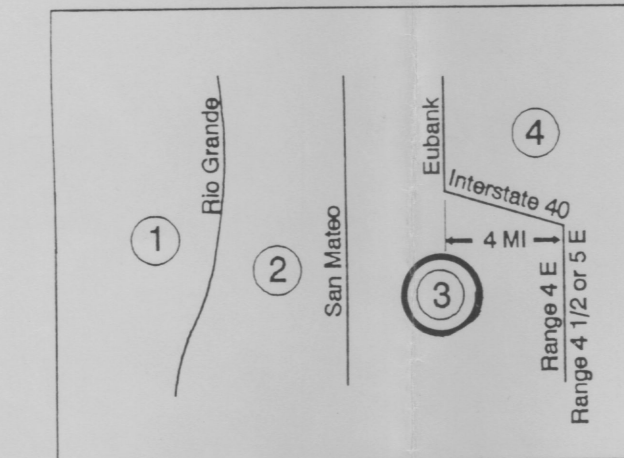 Rio Grande
San Mateo
Eubank
Interstate 40
4 MI
Range 4 E
Range 4 1/2 or 5 E
1
2
3
4